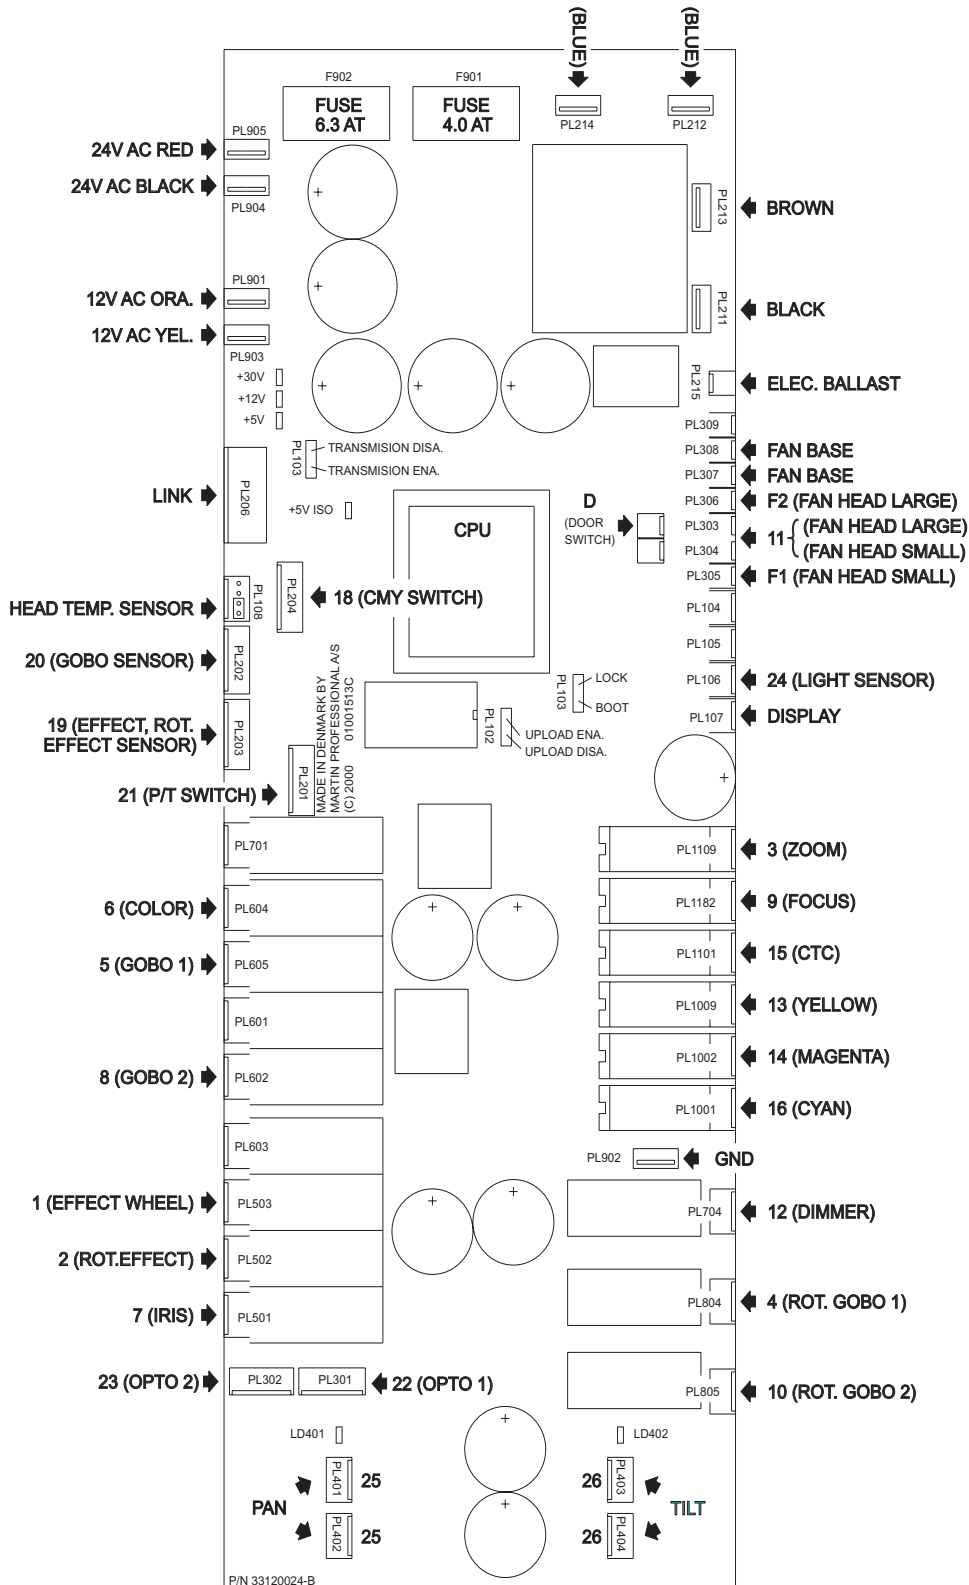 (BLUE)
(BLUE)
F902
F901
FUSE
6.3 AT
FUSE
4.0 AT
PL214
PL212
PL905
24V AC RED
24V AC BLACK
PL904
PL213
BROWN
PL901
12V AC ORA.
12V AC YEL.
PL903
PL211
BLACK
+30V
+12V
+5V
PL215
ELEC. BALLAST
PL309
PL103
TRANSMISION DISA.
TRANSMISION ENA.
PL308
FAN BASE
PL307
FAN BASE
LINK
PL206
+5V ISO
CPU
D
(DOOR
SWITCH)
PL306
F2 (FAN HEAD LARGE)
PL303
PL304
11
(FAN HEAD LARGE)
(FAN HEAD SMALL)
PL305
F1 (FAN HEAD SMALL)
HEAD TEMP. SENSOR
PL108
PL204
18 (CMY SWITCH)
PL104
PL105
20 (GOBO SENSOR)
PL202
PL106
24 (LIGHT SENSOR)
PL103
LOCK
BOOT
19 (EFFECT, ROT.
EFFECT SENSOR)
PL203
PL102
UPLOAD ENA.
UPLOAD DISA.
PL107
DISPLAY
MADE IN DENMARK BY
MARTIN PROFESSIONAL A/S
(C) 2000 01001513C
21 (P/T SWITCH)
PL201
PL701
PL1109
3 (ZOOM)
6 (COLOR)
PL604
PL1182
9 (FOCUS)
5 (GOBO 1)
PL605
PL1101
15 (CTC)
PL601
PL1009
13 (YELLOW)
8 (GOBO 2)
PL602
PL1002
14 (MAGENTA)
PL1001
16 (CYAN)
PL603
PL902
GND
1 (EFFECT WHEEL)
PL503
PL704
12 (DIMMER)
2 (ROT.EFFECT)
PL502
7 (IRIS)
PL501
PL804
4 (ROT. GOBO 1)
23 (OPTO 2)
PL302
PL301
22 (OPTO 1)
PL805
10 (ROT. GOBO 2)
LD401
LD402
PL401
25
26
PL403
PAN
TILT
PL402
25
26
PL404
P/N 33120024-B